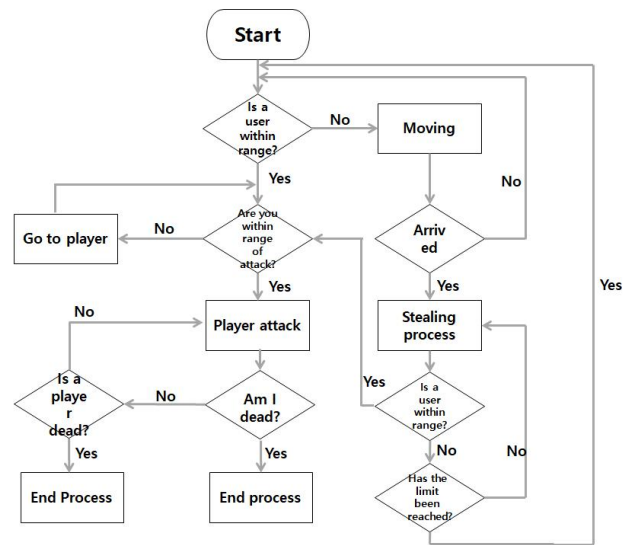 Start
Is a
user
within
range?
No
Moving
Yes
No
Are you
within
range
of
attack?
No
Go to player
Arriv
ed
Yes
Yes
Yes
No
Player attack
Stealing
process
Is a
playe
r
dead?
No
Am I
dead?
Yes
Is a
user
within
range?
Yes
Yes
No
No
End Process
End process
Has the
limit
been
reached?